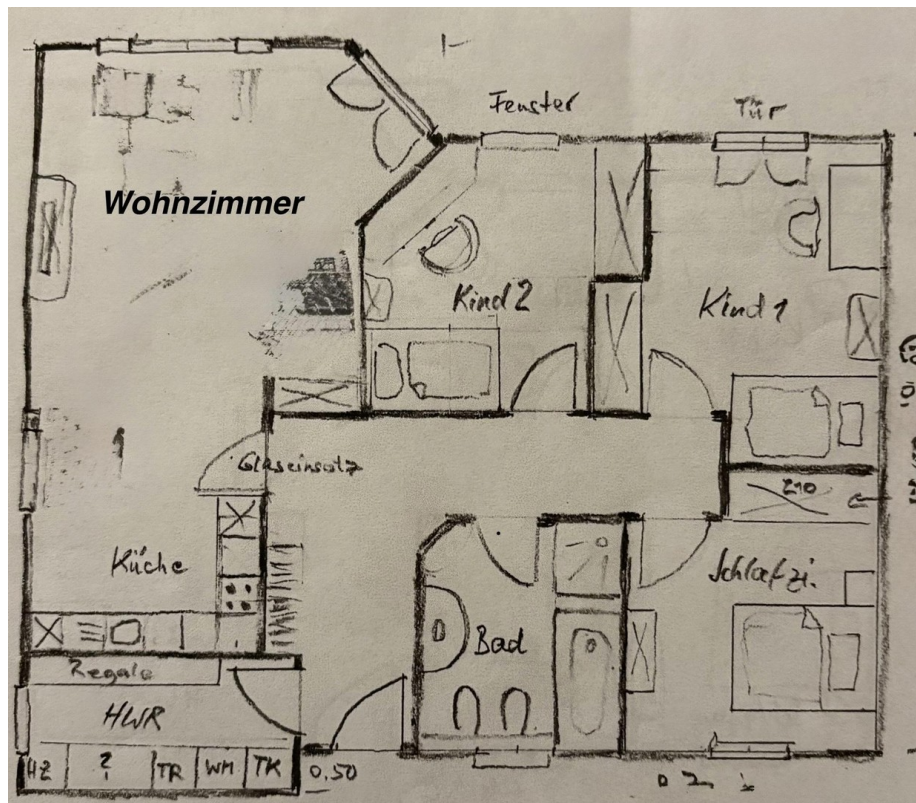 Fenster
Tür
Wohnzimmer
Kind 2
Kind 1
Glaseinsatz
210
Küche
Schlafzi.
Bad
Regale
HWR
HZ
?
TR
WM
TK
0.50